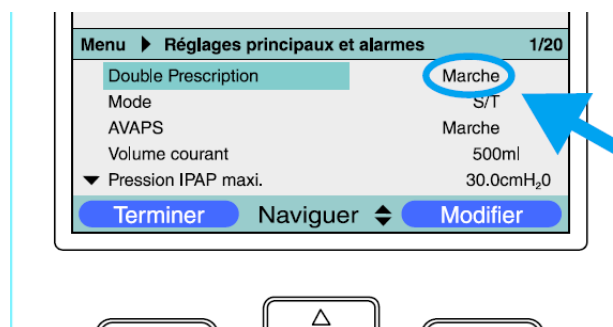 Menu ▶ Réglages principaux et alarmes 1/20
Double Prescription Marche
Mode S/T
AVAPS Marche
Volume courant 500ml
▼ Pression IPAP maxi. 30.0cmH₂0
Terminer Naviguer Modifier